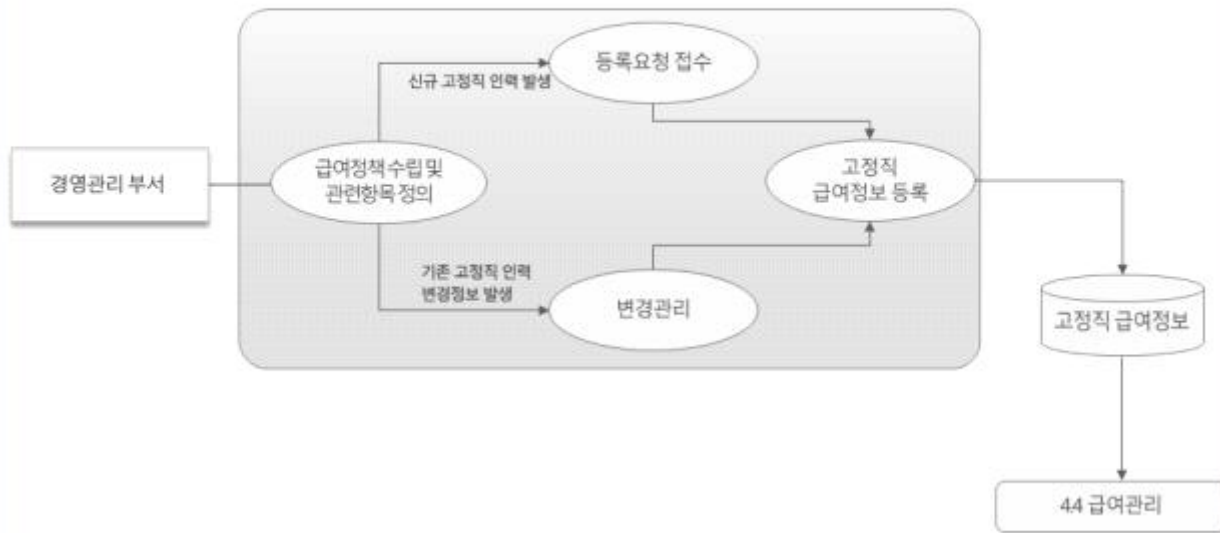 등록요청 접수
신규 고정직 인력 발생
경영관리 부서
급여정책 수립 및
관련항목 정의
고정직
급여정보 등록
기존 고정직 인력
변경정보 발생
변경관리
고정직 급여정보
4.4 급여관리